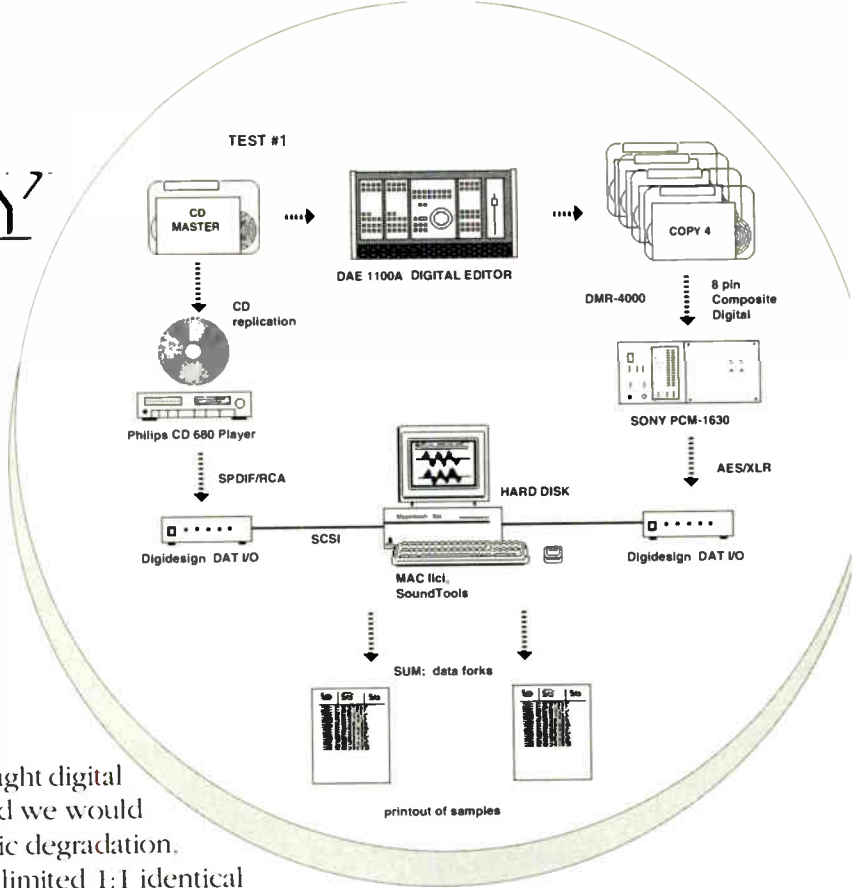 Y
TEST #1
CD
MASTER
DAE 1100A DIGITAL EDITOR
COPY 4
CD
replication
DMR-4000
8 pin
Composite
Digital
Philips CD 680 Player
SONY PCM-1630
SPDIF/RCA
AES/XLR
HARD DISK
SCSI
Digidesign DAT I/O
MAC IIci,
SoundTools
Digidesign DAT I/O
SUM: data forks
printout of samples
ght digital
d we would
ic degradation,
limited 1:1 identical